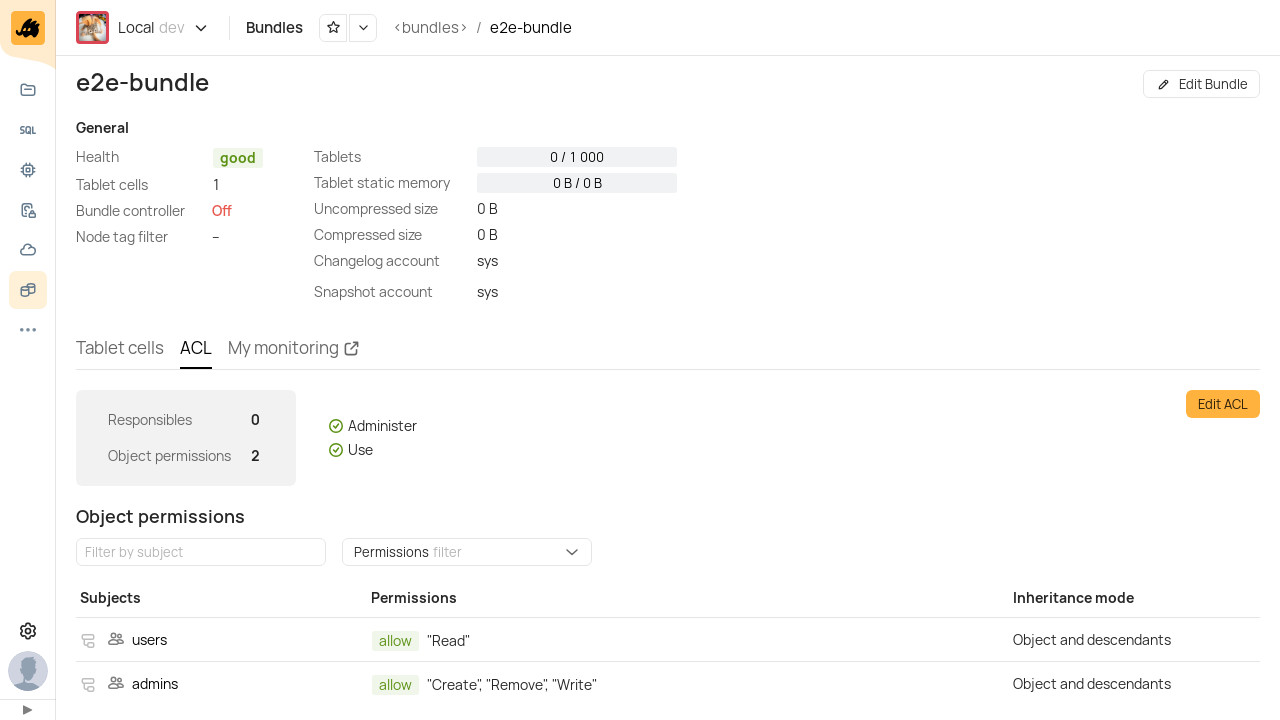 Local dev
Bundles
<bundles> / e2e-bundle
SQL
e2e-bundle
Edit Bundle
General
Health good
Tablet cells 1
Bundle controller Off
Node tag filter –
Tablets 0 / 1 000
Tablet static memory 0 B / 0 B
Uncompressed size 0 B
Compressed size 0 B
Changelog account sys
Snapshot account sys
Tablet cells ACL My monitoring
Responsibles 0
Object permissions 2
Administer
Use
Edit ACL
Object permissions
Filter by subject Permissions filter
Subjects Permissions Inheritance mode
users allow "Read" Object and descendants
admins allow "Create", "Remove", "Write" Object and descendants